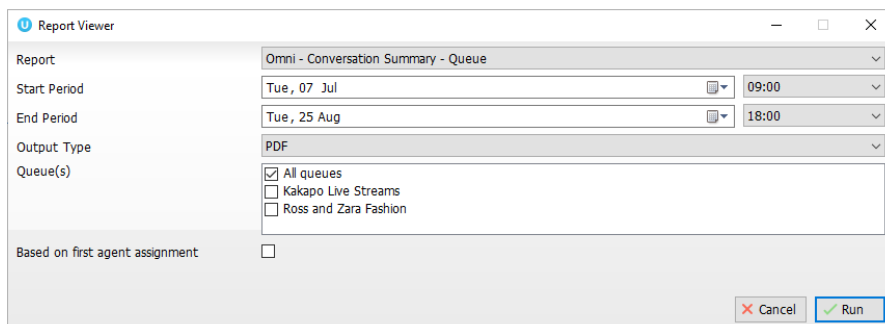 Report Viewer
Report Omni - Conversation Summary - Queue
Start Period Tue, 07 Jul 09:00
End Period Tue, 25 Aug 18:00
Output Type PDF
Queue(s) All queues
Kakapo Live Streams
Ross and Zara Fashion
Based on first agent assignment
Cancel Run